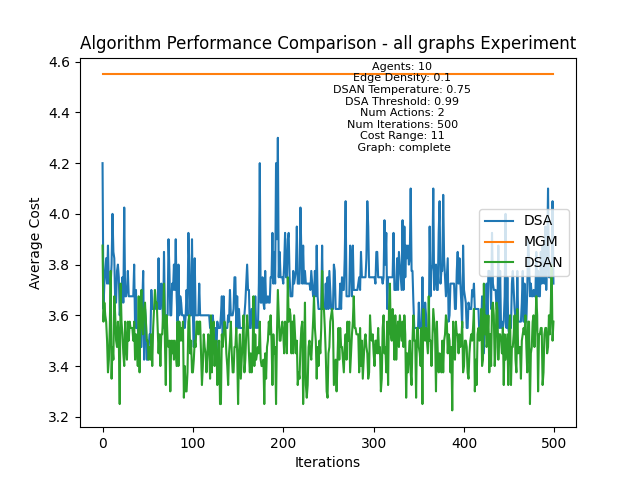 Algorithm Performance Comparison - all graphs Experiment
4.6
4.4
4.2
4.0
3.8
3.6
3.4
3.2
Average Cost
Agents: 10
Edge Density: 0.1
DSAN Temperature: 0.75
DSA Threshold: 0.99
Num Actions: 2
Num Iterations: 500
Cost Range: 11
Graph: complete
DSA
MGM
DSAN
0
100
200
300
400
500
Iterations